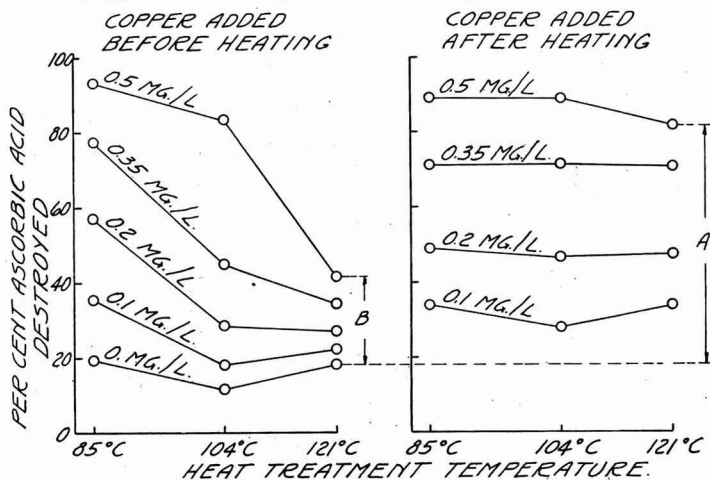 COPPER ADDED
BEFORE HEATING
COPPER ADDED
AFTER HEATING
PER CENT ASCORBIC ACID
DESTROYED
100
80
60
40
20
0
0.5 MG./L
0.35 MG./L.
0.2 MG./L.
0.1 MG./L.
0. MG./L.
B
85°C
104°C
121°C
0.5 MG/L
0.35 MG./L.
0.2 MG./L.
0.1 MG/L
A
85°C
104°C
121°C
HEAT TREATMENT TEMPERATURE.